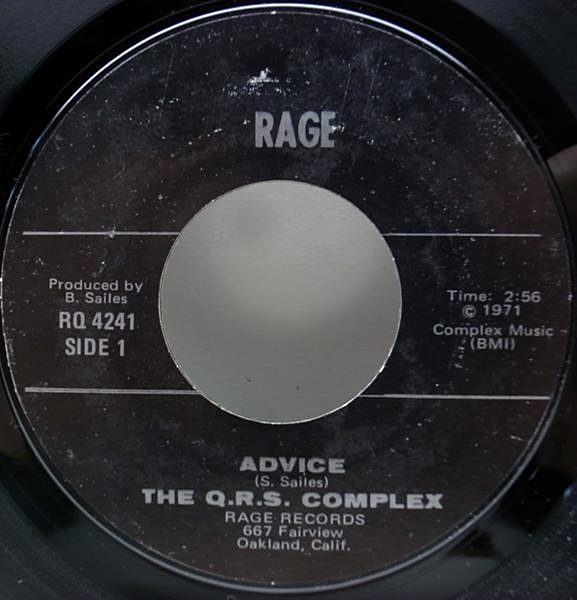 RAGE
Produced by
B. Sailes
RQ 4241
SIDE 1
Time: 2:56
© 1971
Complex Music
(BMI)
ADVICE
(S. Sailes)
THE Q.R.S. COMPLEX
RAGE RECORDS
667 Fairview
Oakland, Calif.